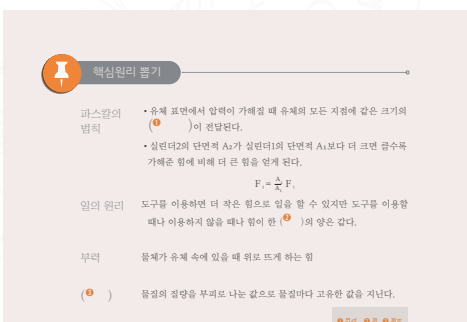 핵심원리 뽑기
파스칼의 법칙
• 유체 표면에서 압력이 가해질 때 유체의 모든 지점에 같은 크기의
(❶ )이 전달된다.
• 실린더2의 단면적 A₂가 실린더1의 단면적 A₁보다 더 크면 클수록
가해준 힘에 비해 더 큰 힘을 얻게 된다.
일의 원리
도구를 이용하면 더 작은 힘으로 일을 할 수 있지만 도구를 이용할
때나 이용하지 않을 때나 힘이 한 (❷ )의 양은 같다.
부력
물체가 유체 속에 있을 때 위로 뜨게 하는 힘
(❸ )
물질의 질량을 부피로 나눈 값으로 물질마다 고유한 값을 지닌다.